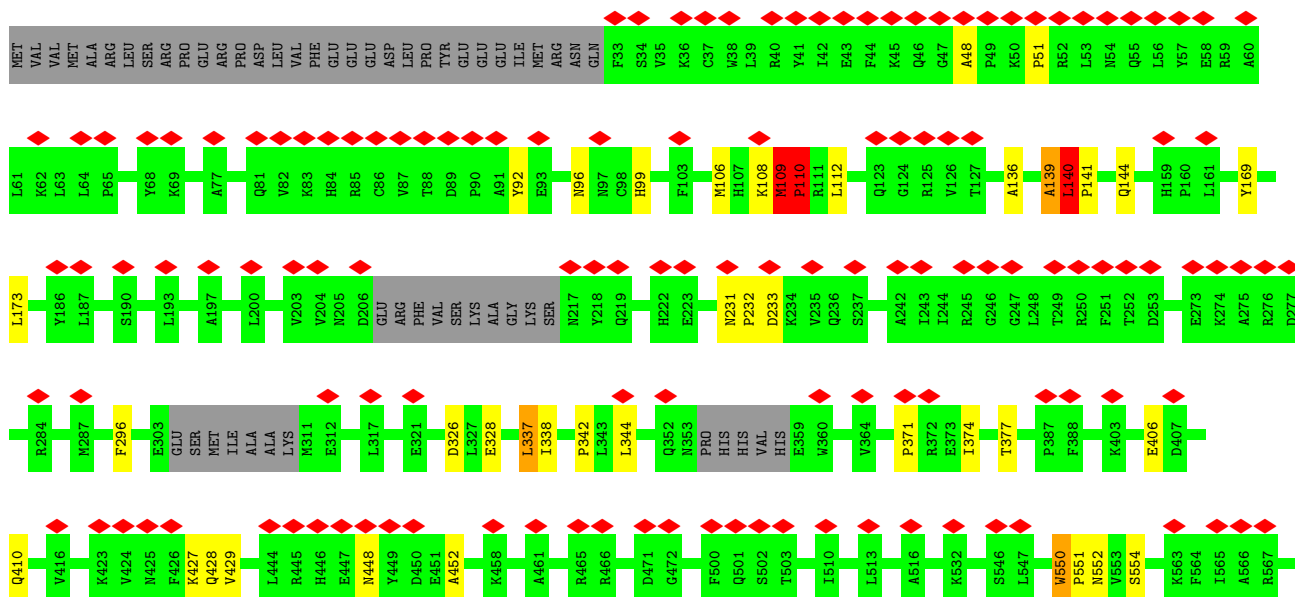 MET VAL VAL MET ALA ARG LEU SER ARG PRO GLU ARG PRO ASP LEU VAL PHE GLU GLU GLU ASP LEU PRO TYR GLU GLU GLU ILE MET ARG ASN GLN F33 S34 V35 K36 C37 W38 L39 R40 Y41 I42 E43 F44 K45 Q46 G47 A48 P49 K50 P51 R52 L53 N54 Q55 L56 Y57 E58 R59 A60
L61 K62 L63 L64 P65 Y68 K69 A77 Q81 V82 K83 H84 R85 C86 V87 T88 D89 P90 A91 Y92 E93 N96 N97 C98 H99 F103 M106 H107 K108 M109 P110 R111 L112 Q123 G124 R125 V126 T127 A136 A139 L140 P141 Q144 H159 P160 L161 Y169
L173 Y186 L187 S190 L193 A197 L200 V203 V204 N205 D206 GLU ARG PHE VAL SER LYS ALA GLY LYS SER N217 Y218 Q219 H222 E223 N231 P232 D233 K234 V235 Q236 S237 A242 I243 I244 R245 G246 G247 L248 T249 R250 F251 T252 D253 E273 K274 A275 R276 D277
R284 M287 F296 E303 GLU SER MET ILE ALA ALA LYS M311 E312 L317 E321 D326 L327 E328 L337 I338 P342 L343 L344 Q352 N353 PRO HIS HIS VAL HIS E359 W360 V364 P371 R372 E373 I374 T377 P387 F388 K403 E406 D407
Q410 V416 K423 V424 N425 F426 K427 Q428 V429 L444 R445 H446 E447 N448 Y449 D450 E451 A452 K458 A461 R465 R466 D471 G472 F500 Q501 S502 T503 I510 L513 A516 K532 S546 L547 W550 P551 N552 V553 S554 K563 F564 I565 A566 R567